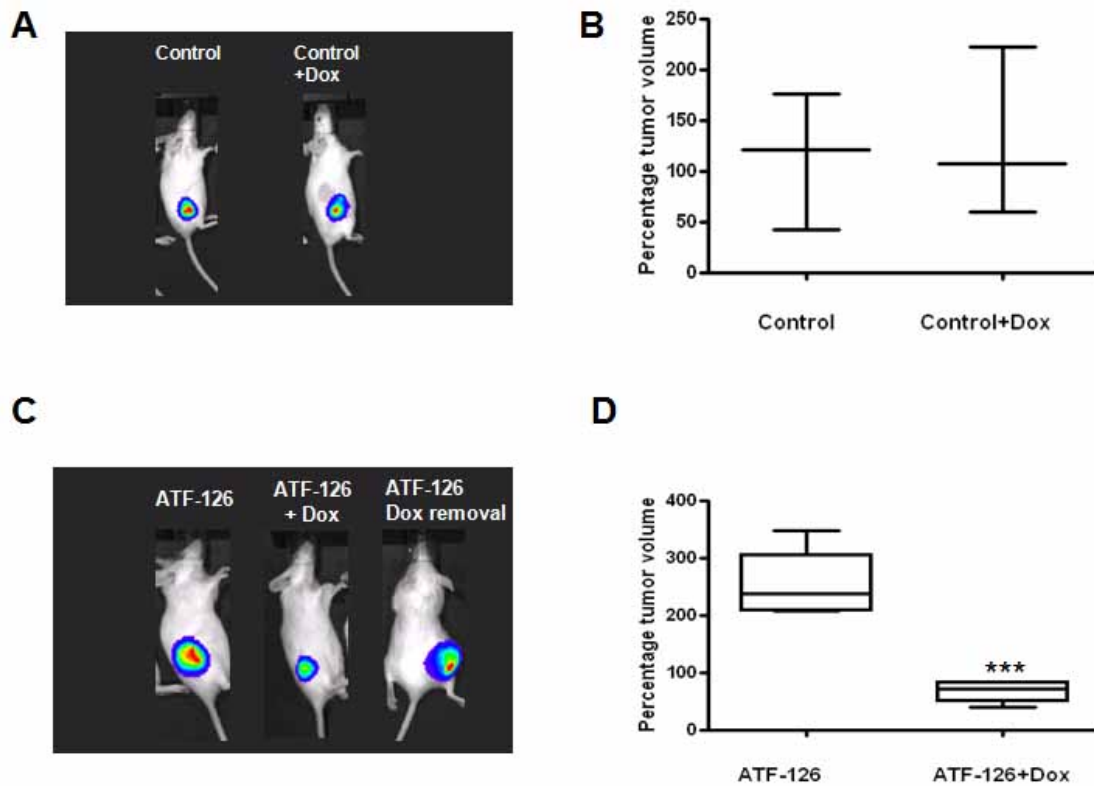 A
Control
Control
+Dox
B
Percentage tumor volume
250
200
150
100
50
0
Control
Control+Dox
C
ATF-126
ATF-126
+ Dox
ATF-126
Dox removal
D
Percentage tumor volume
400
300
200
100
0
***
ATF-126
ATF-126+Dox